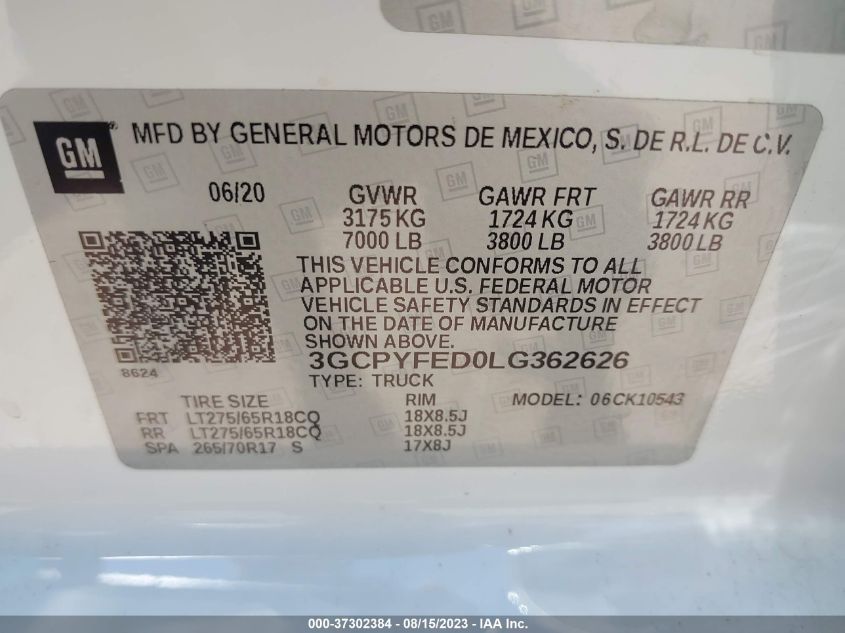 GM
MFD BY GENERAL MOTORS DE MEXICO, S. DE R.L. DE C.V.
06/20 GVWR GAWR FRT GAWR RR
3175 KG 1724 KG 1724 KG
7000 LB 3800 LB 3800 LB
THIS VEHICLE CONFORMS TO ALL
APPLICABLE U.S. FEDERAL MOTOR
VEHICLE SAFETY STANDARDS IN EFFECT
ON THE DATE OF MANUFACTURE
SHOWN ABOVE.
8624 3GCPYFED0LG362626
TYPE: TRUCK
TIRE SIZE RIM MODEL: 06CK10543
FRT LT275/65R18CQ 18X8.5J
RR LT275/65R18CQ 18X8.5J
SPA 265/70R17 S 17X8J
000-37302384 - 08/15/2023 - IAA Inc.